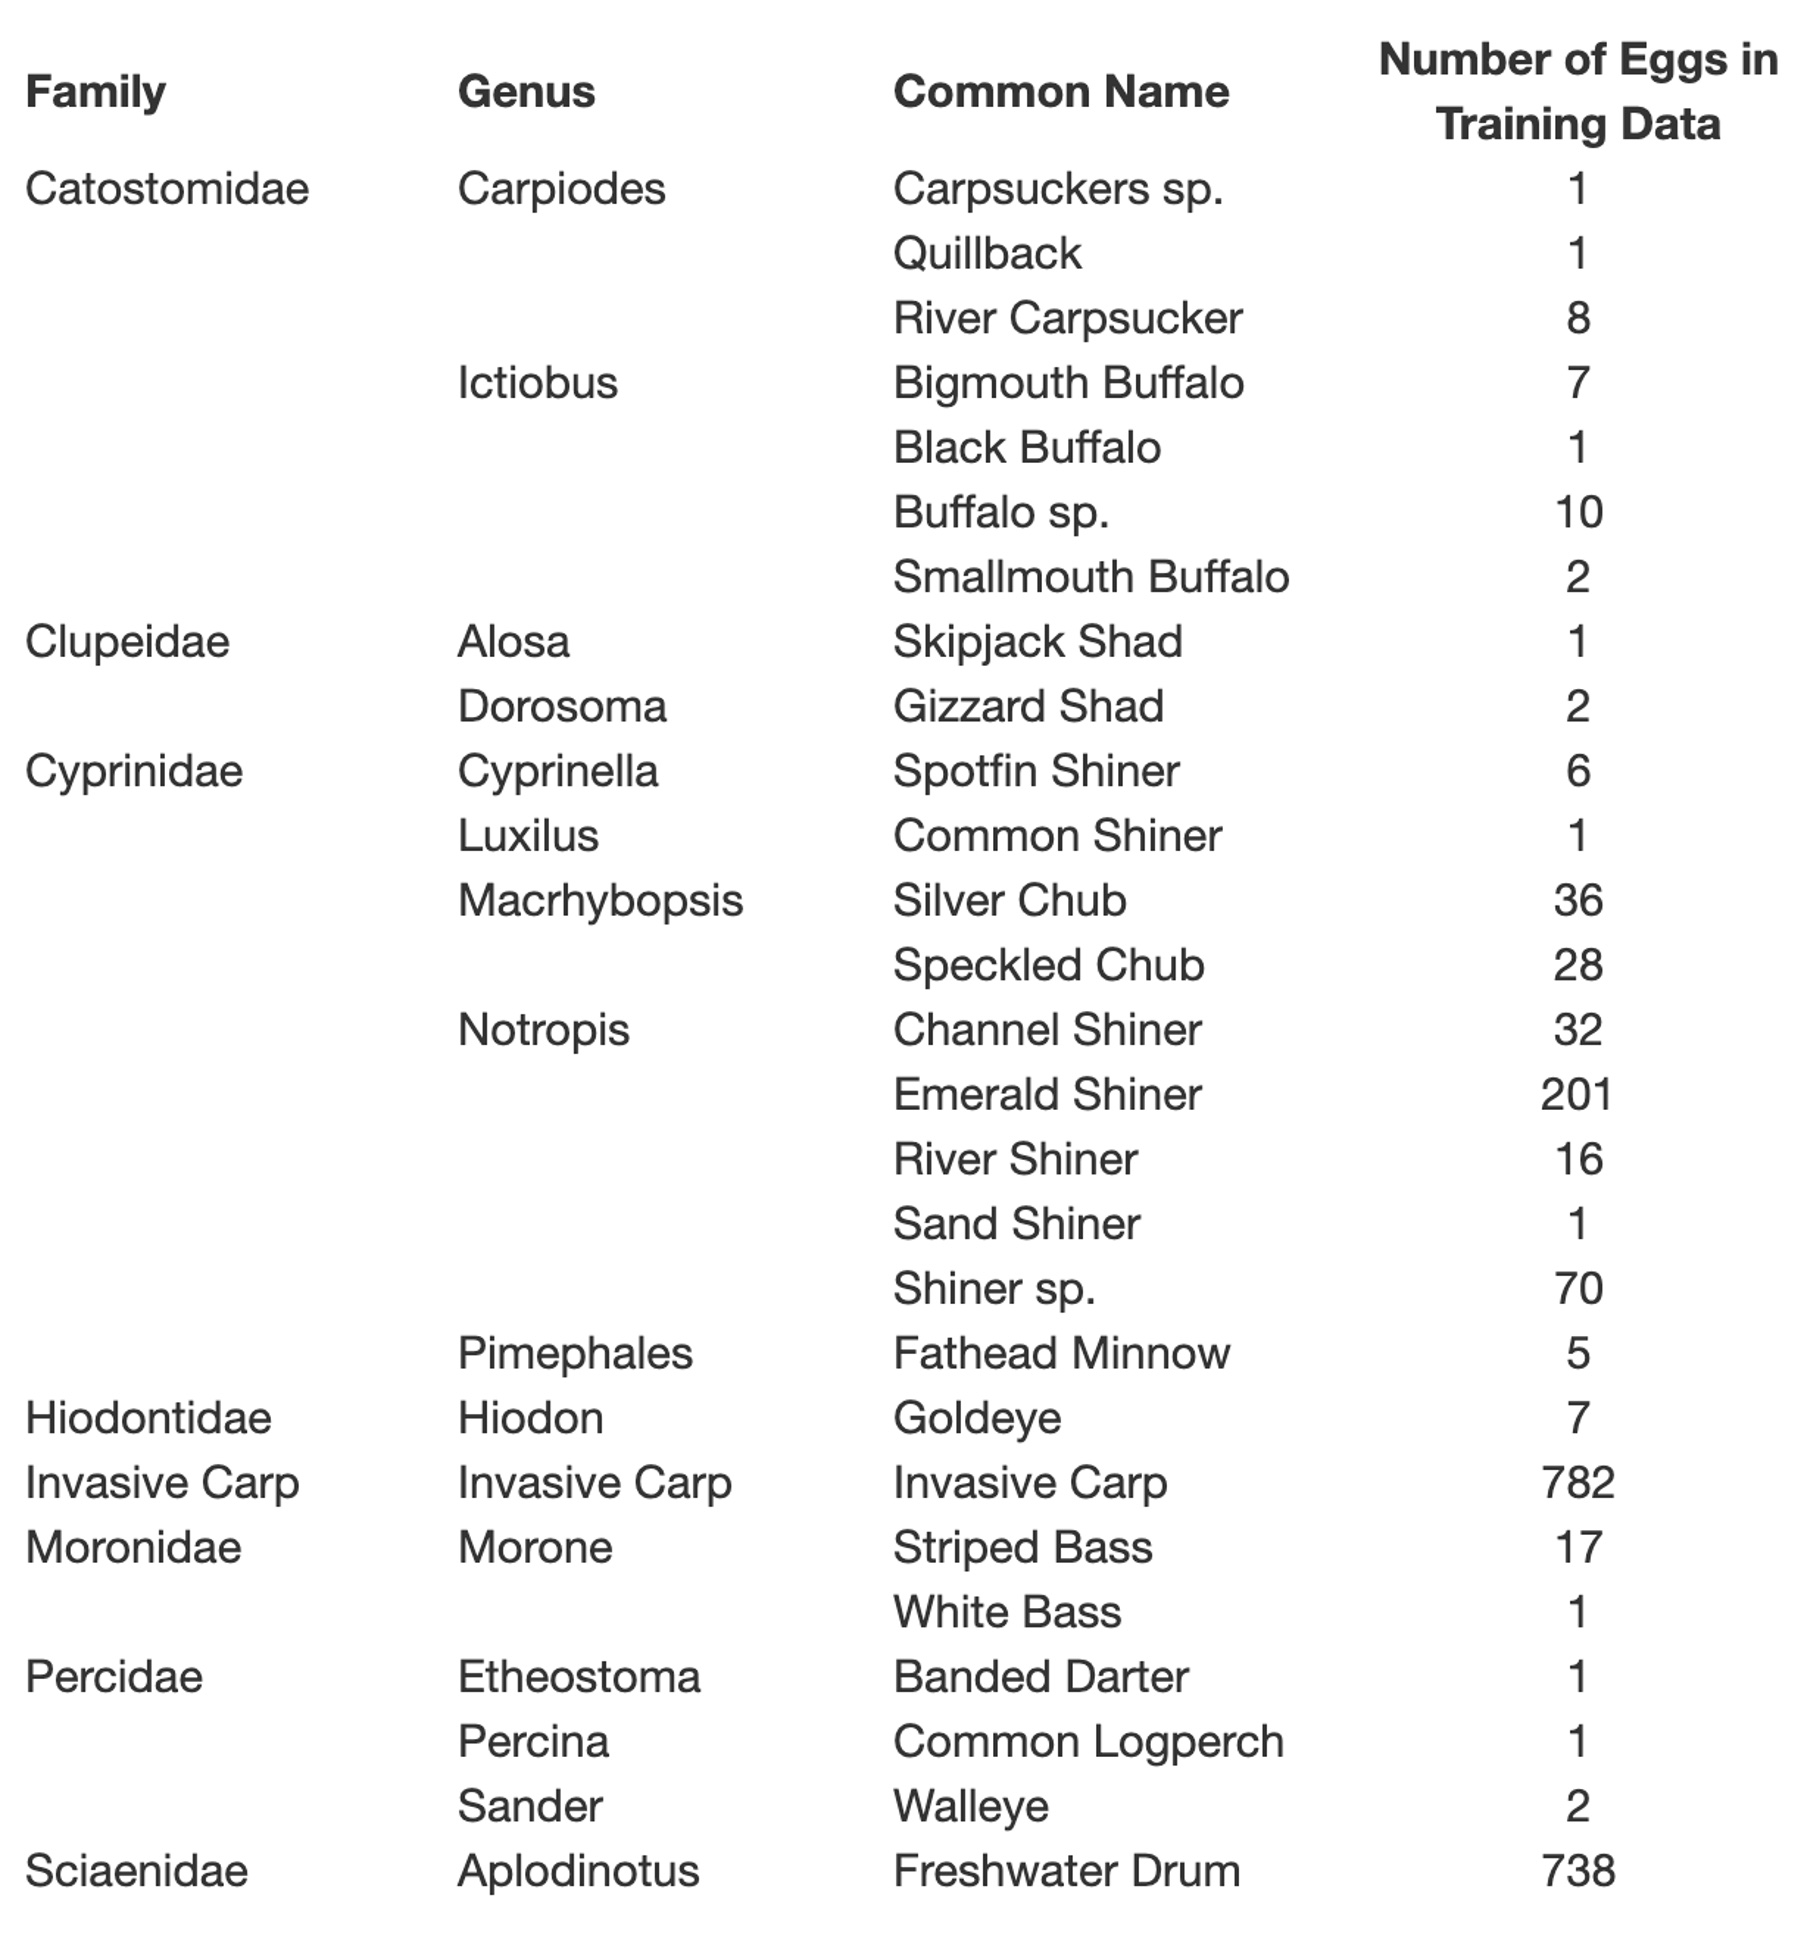 Family Genus Common Name Number of Eggs in
Training Data
Catostomidae Carpiodes Carpsuckers sp. 1
Quillback 1
River Carpsucker 8
Ictiobus Bigmouth Buffalo 7
Black Buffalo 1
Buffalo sp. 10
Smallmouth Buffalo 2
Clupeidae Alosa Skipjack Shad 1
Dorosoma Gizzard Shad 2
Cyprinidae Cyprinella Spotfin Shiner 6
Luxilus Common Shiner 1
Macrhybopsis Silver Chub 36
Speckled Chub 28
Notropis Channel Shiner 32
Emerald Shiner 201
River Shiner 16
Sand Shiner 1
Shiner sp. 70
Pimephales Fathead Minnow 5
Hiodontidae Hiodon Goldeye 7
Invasive Carp Invasive Carp Invasive Carp 782
Moronidae Morone Striped Bass 17
White Bass 1
Percidae Etheostoma Banded Darter 1
Percina Common Logperch 1
Sander Walleye 2
Sciaenidae Aplodinotus Freshwater Drum 738